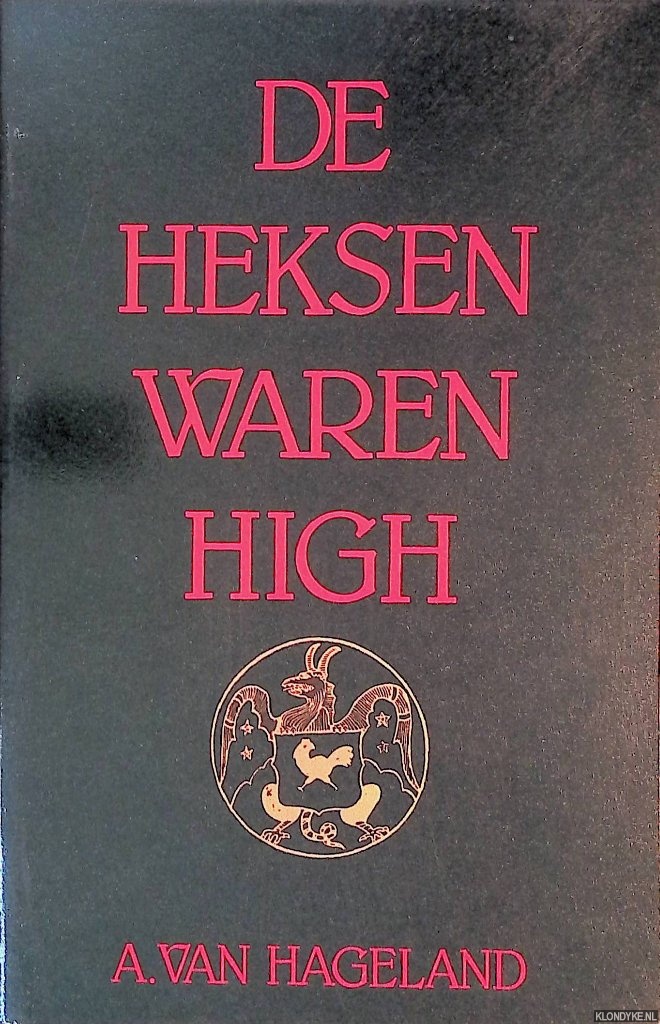 DE
HEKSEN
WAREN
HIGH
A. VAN HAGELAND
KLONDYKE.NL